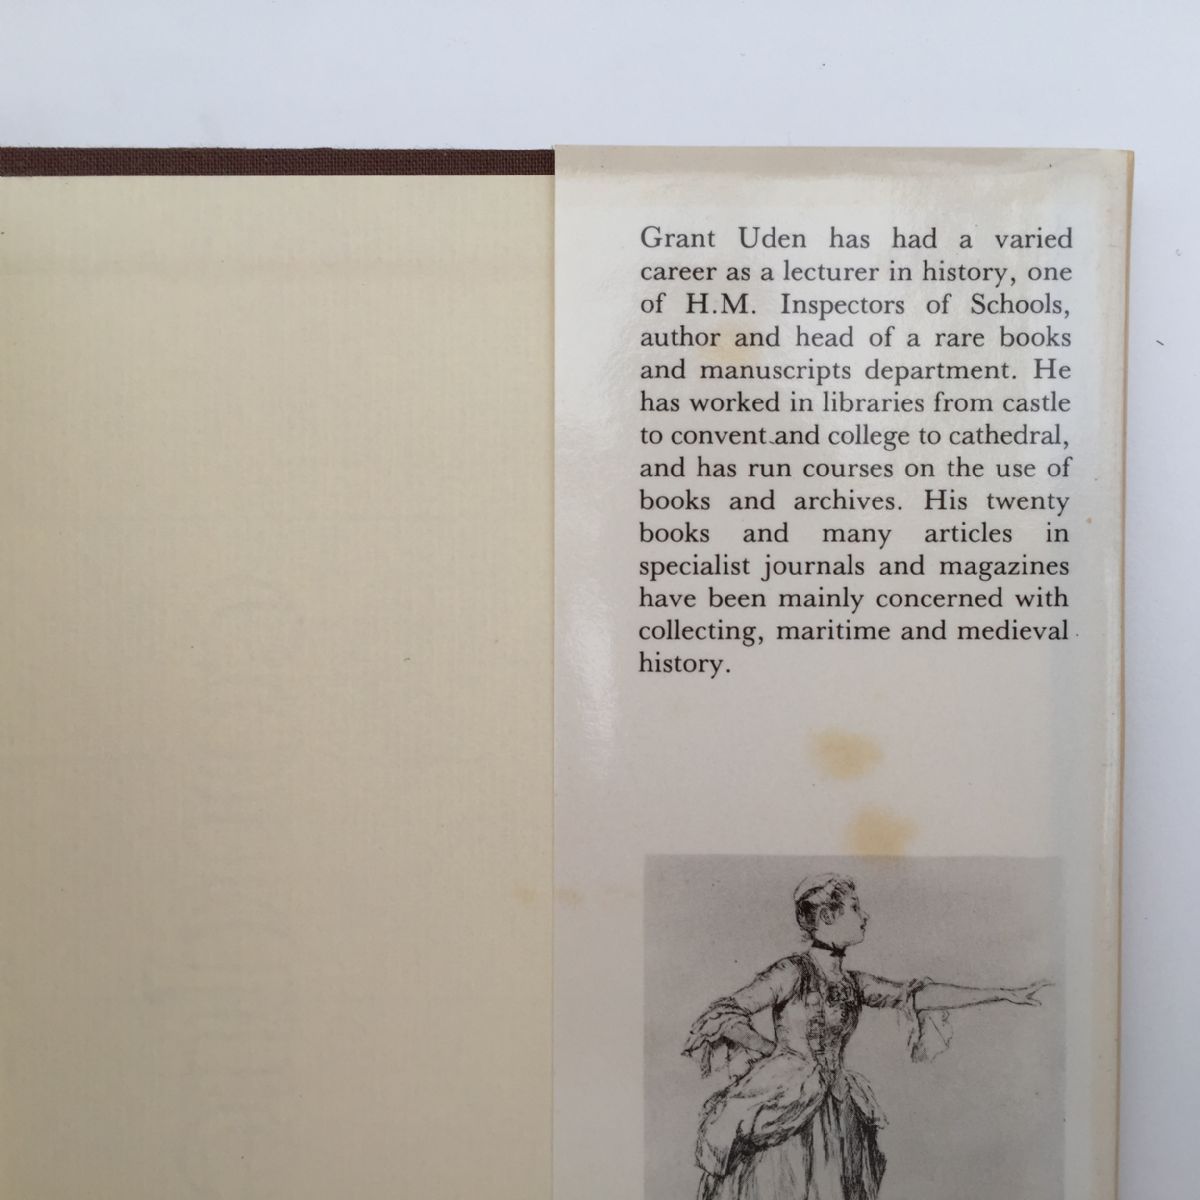 Grant Uden has had a varied
career as a lecturer in history, one
of H.M. Inspectors of Schools,
author and head of a rare books
and manuscripts department. He
has worked in libraries from castle
to convent and college to cathedral,
and has run courses on the use of
books and archives. His twenty
books and many articles in
specialist journals and magazines
have been mainly concerned with
collecting, maritime and medieval
history.